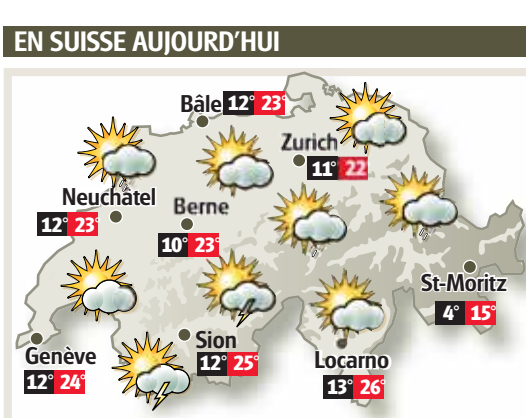 EN SUISSE AUJOURD'HUI
Bâle 12° 23°
Zurich
11° 22
Neuchâtel
12° 23°
Berne
10° 23°
St-Moritz
4° 15°
Sion
12° 25°
Genève
12° 24°
Locarno
13° 26°